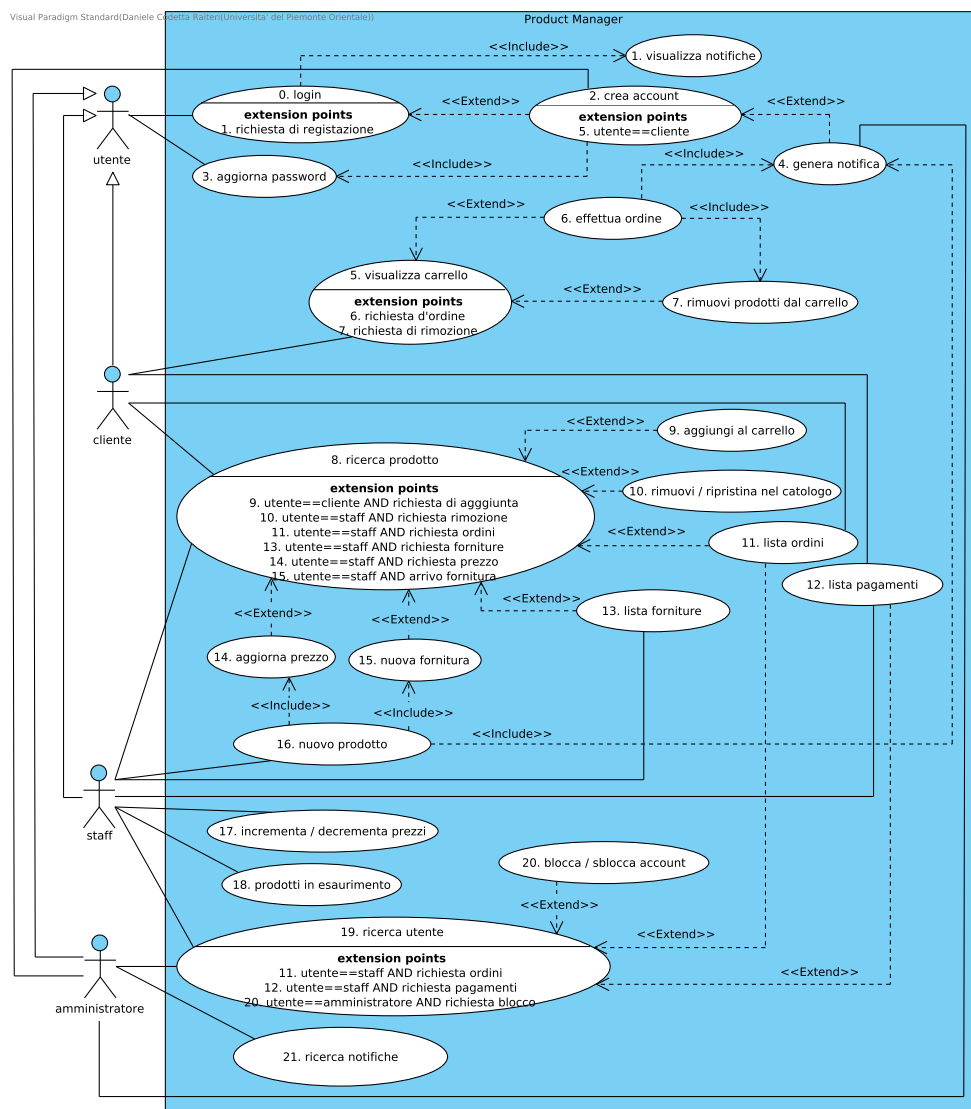 Visual Paradigm Standard(Daniele Codetta Raiteri(Universita' del Piemonte Orientale))
Product Manager
<<Include>>
1. visualizza notifiche
0. login
extension points
1. richiesta di registazione
<<Extend>>
2. crea account
extension points
5. utente==cliente
<<Extend>>
utente
3. aggiorna password
<<Include>>
<<Include>>
4. genera notifica
<<Extend>>
6. effettua ordine
<<Include>>
5. visualizza carrello
extension points
6. richiesta d'ordine
7. richiesta di rimozione
<<Extend>>
7. rimuovi prodotti dal carrello
cliente
<<Extend>>
9. aggiungi al carrello
8. ricerca prodotto
extension points
9. utente==cliente AND richiesta di agggiunta
10. utente==staff AND richiesta rimozione
11. utente==staff AND richiesta ordini
13. utente==staff AND richiesta forniture
14. utente==staff AND richiesta prezzo
15. utente==staff AND arrivo fornitura
<<Extend>>
10. rimuovi / ripristina nel catologo
<<Extend>>
11. lista ordini
12. lista pagamenti
<<Extend>>
13. lista forniture
<<Extend>>
<<Extend>>
14. aggiorna prezzo
15. nuova fornitura
<<Include>>
<<Include>>
16. nuovo prodotto
<<Include>>
staff
17. incrementa / decrementa prezzi
18. prodotti in esaurimento
20. blocca / sblocca account
<<Extend>>
19. ricerca utente
extension points
11. utente==staff AND richiesta ordini
12. utente==staff AND richiesta pagamenti
20. utente==amministratore AND richiesta blocco
<<Extend>>
<<Extend>>
amministratore
21. ricerca notifiche